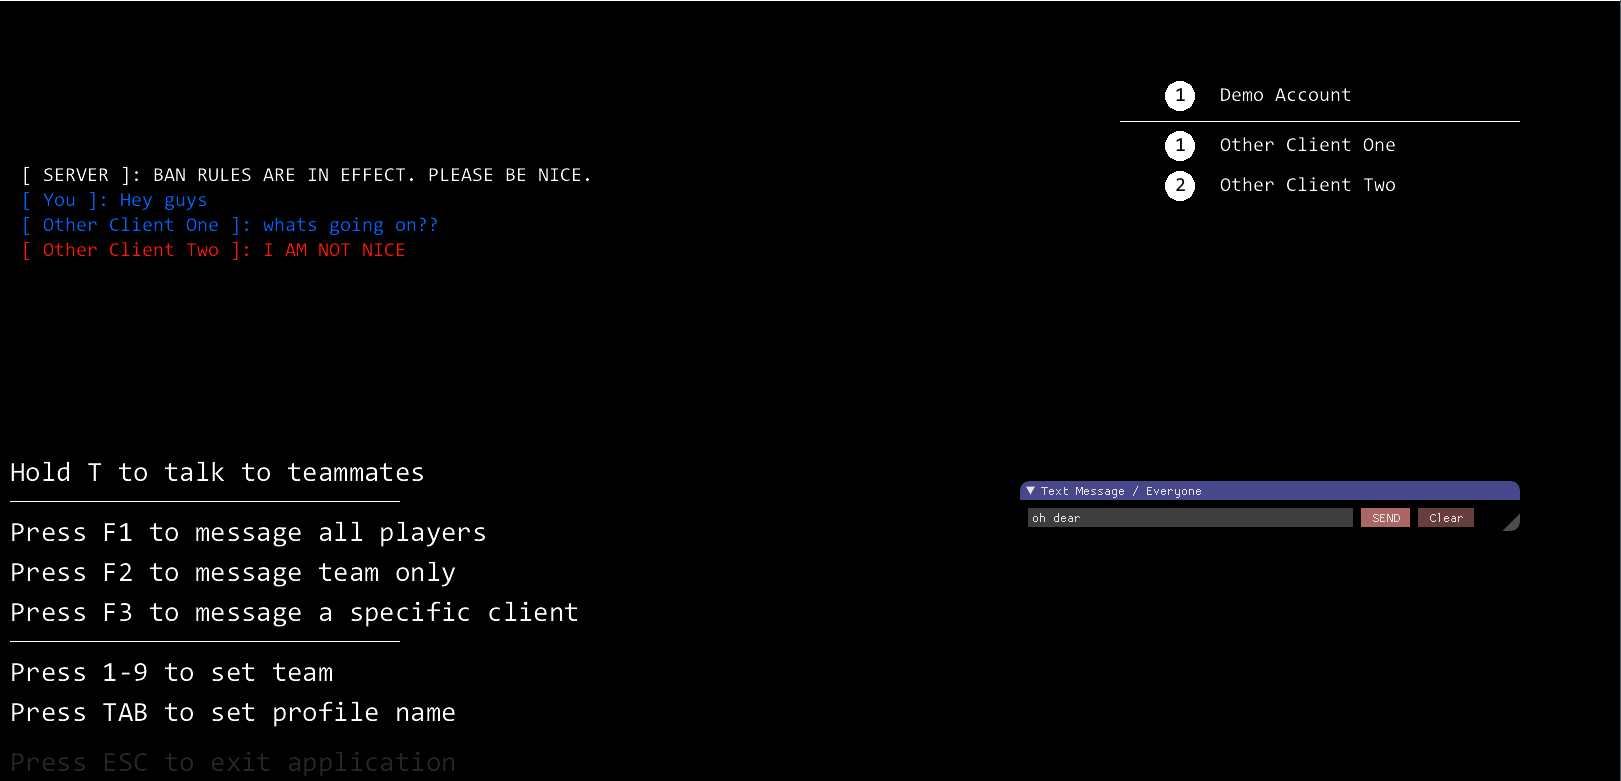 [ SERVER ]: BAN RULES ARE IN EFFECT. PLEASE BE NICE.
[ You ]: Hey guys
[ Other Client One ]: whats going on??
[ Other Client Two ]: I AM NOT NICE
1 Demo Account
1 Other Client One
2 Other Client Two
Hold T to talk to teammates
Press F1 to message all players
Press F2 to message team only
Press F3 to message a specific client
Press 1-9 to set team
Press TAB to set profile name
Press ESC to exit application
Text Message / Everyone
oh dear SEND Clear